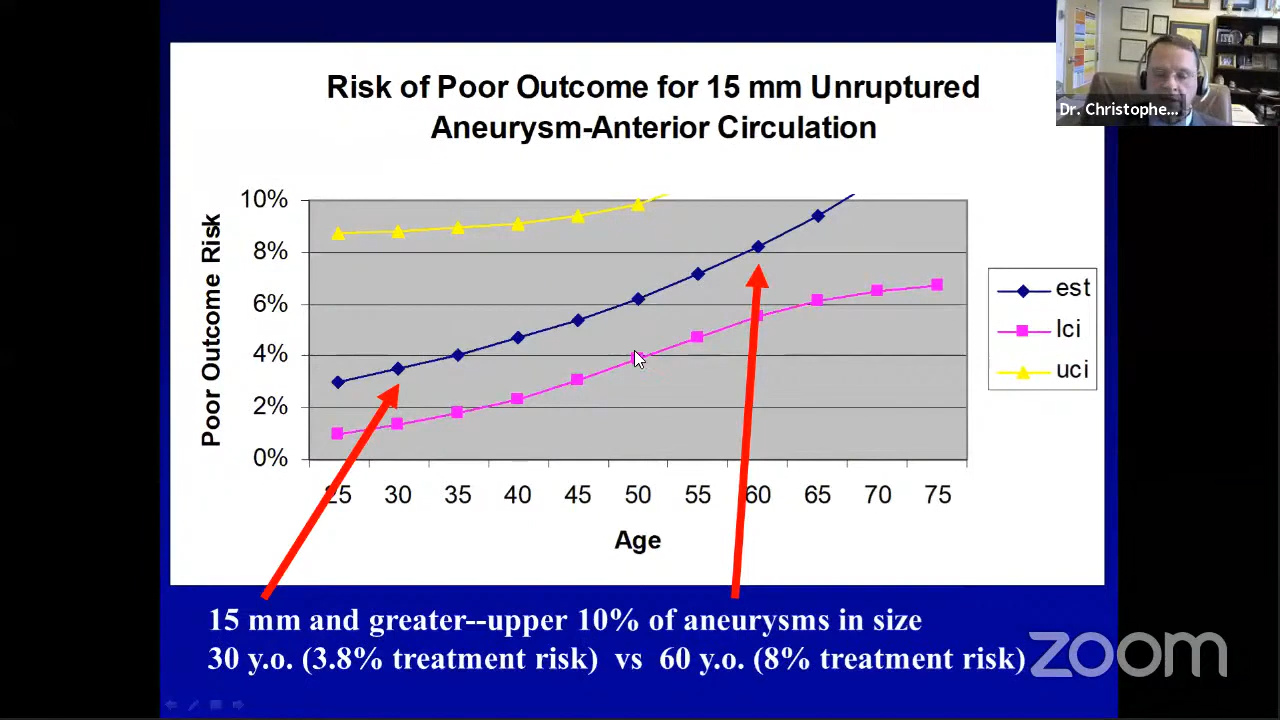 Risk of Poor Outcome for 15 mm Unruptured
Aneurysm-Anterior Circulation
Dr. Christophe...
Poor Outcome Risk
10%
8%
6%
4%
2%
0%
25 30 35 40 45 50 55 60 65 70 75
Age
est
lci
uci
15 mm and greater--upper 10% of aneurysms in size
30 y.o. (3.8% treatment risk) vs 60 y.o. (8% treatment risk)
zoom